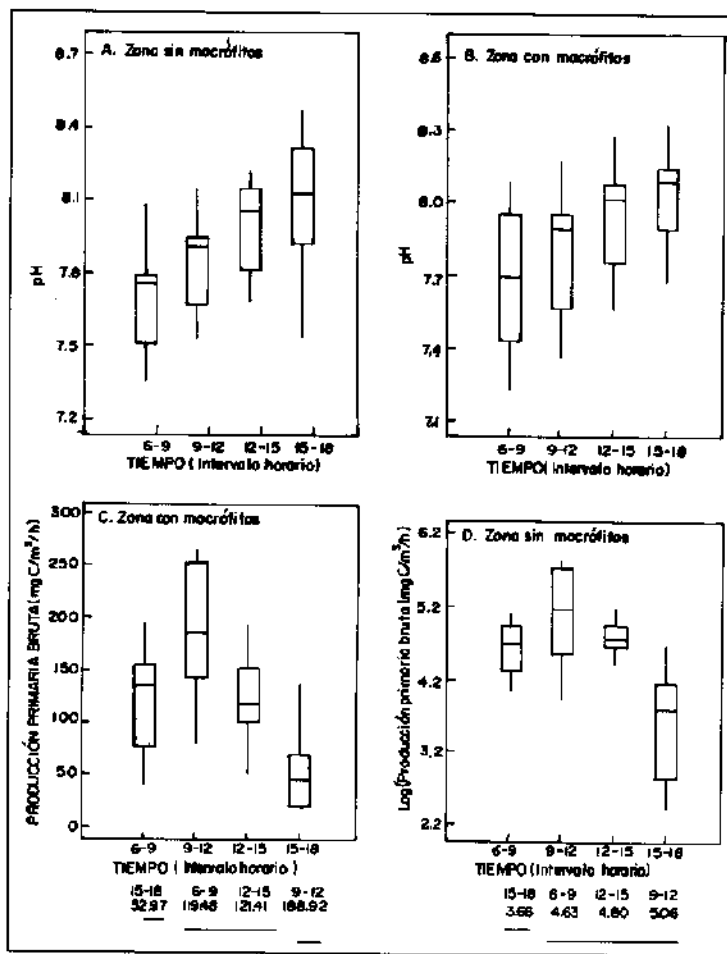 A. Zona sin macrófitos
8.7
8.4
8.1
7.8
7.5
7.2
pH
6-9 9-12 12-15 15-18
TIEMPO (Intervalo horario)
B. Zona con macrófitos
8.6
8.3
8.0
7.7
7.4
7.1
pH
6-9 9-12 12-15 15-18
TIEMPO (Intervalo horario)
C. Zona con macrófitos
300
250
200
150
100
50
0
PRODUCCIÓN PRIMARIA BRUTA (mg C/m³/h)
6-9 9-12 12-15 15-18
TIEMPO (Intervalo horario)
15-18 6-9 12-15 9-12
52.97 119.48 121.41 188.92
D. Zona sin macrófitos
6.2
5.2
4.2
3.2
2.2
Log(Producción primaria bruta (mg C/m³/h)
6-9 9-12 12-15 15-18
TIEMPO (Intervalo horario)
15-18 6-9 12-15 9-12
3.66 4.63 4.80 5.06